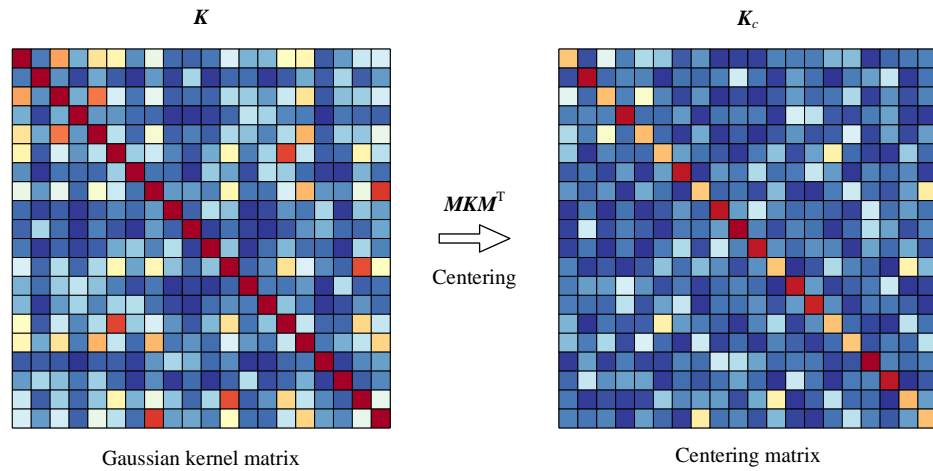 K
K_c
MKM^T
Centering
Gaussian kernel matrix
Centering matrix